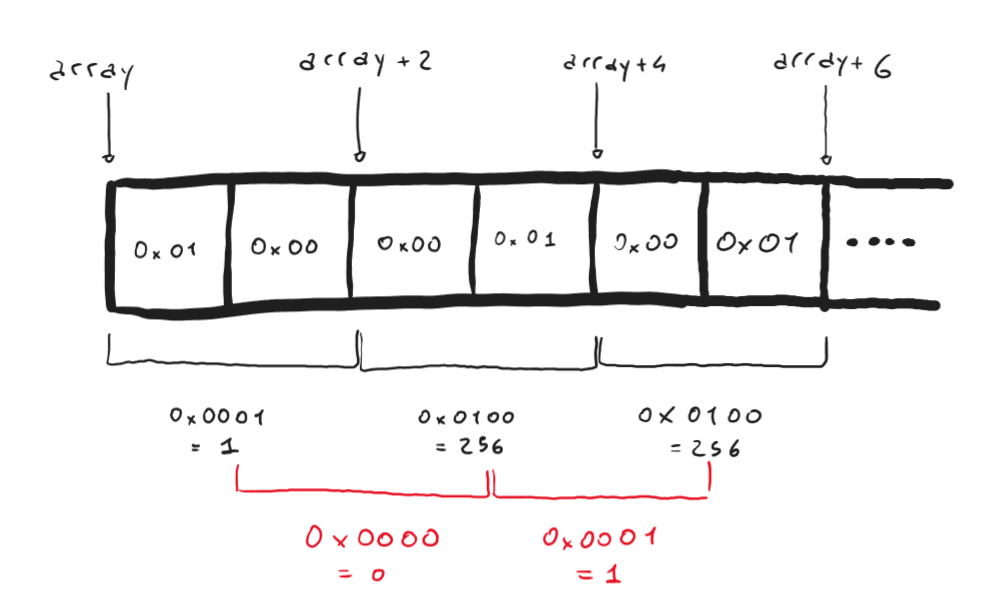 array array + 2 array+4 array+ 6
0x01 0x00 0x00 0x01 0x00 0x01 ....
0x0001 0x0100 0x0100
= 1 = 256 = 256
0x0000 0x0001
= 0 = 1